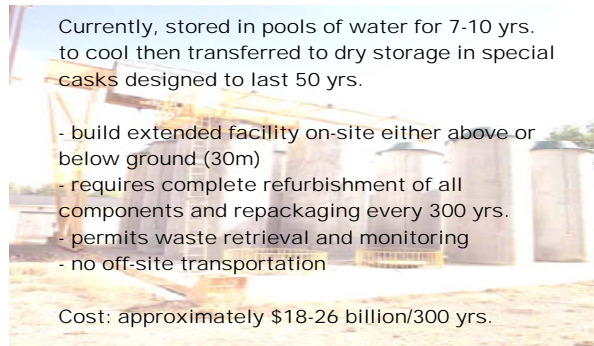 Currently, stored in pools of water for 7-10 yrs.
to cool then transferred to dry storage in special
casks designed to last 50 yrs.
- build extended facility on-site either above or
below ground (30m)
- requires complete refurbishment of all
components and repackaging every 300 yrs.
- permits waste retrieval and monitoring
- no off-site transportation
Cost: approximately $18-26 billion/300 yrs.